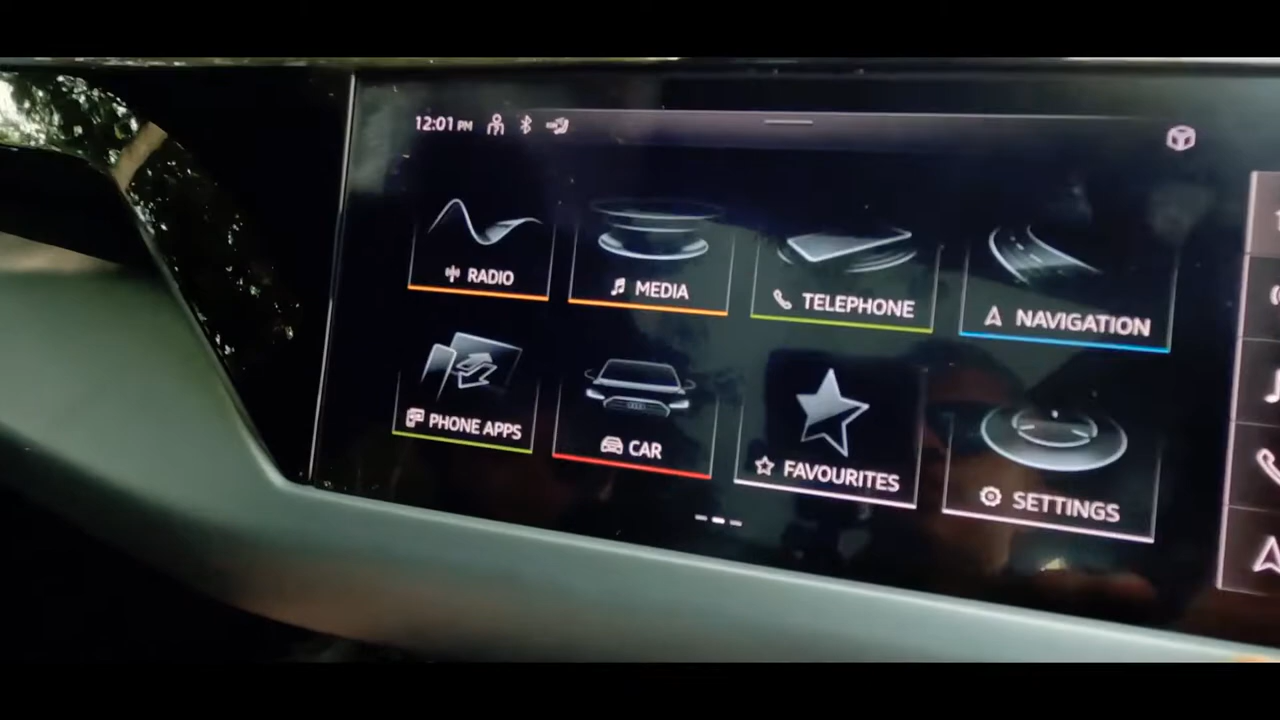 12:01 PM
RADIO
MEDIA
TELEPHONE
NAVIGATION
PHONE APPS
CAR
FAVOURITES
SETTINGS